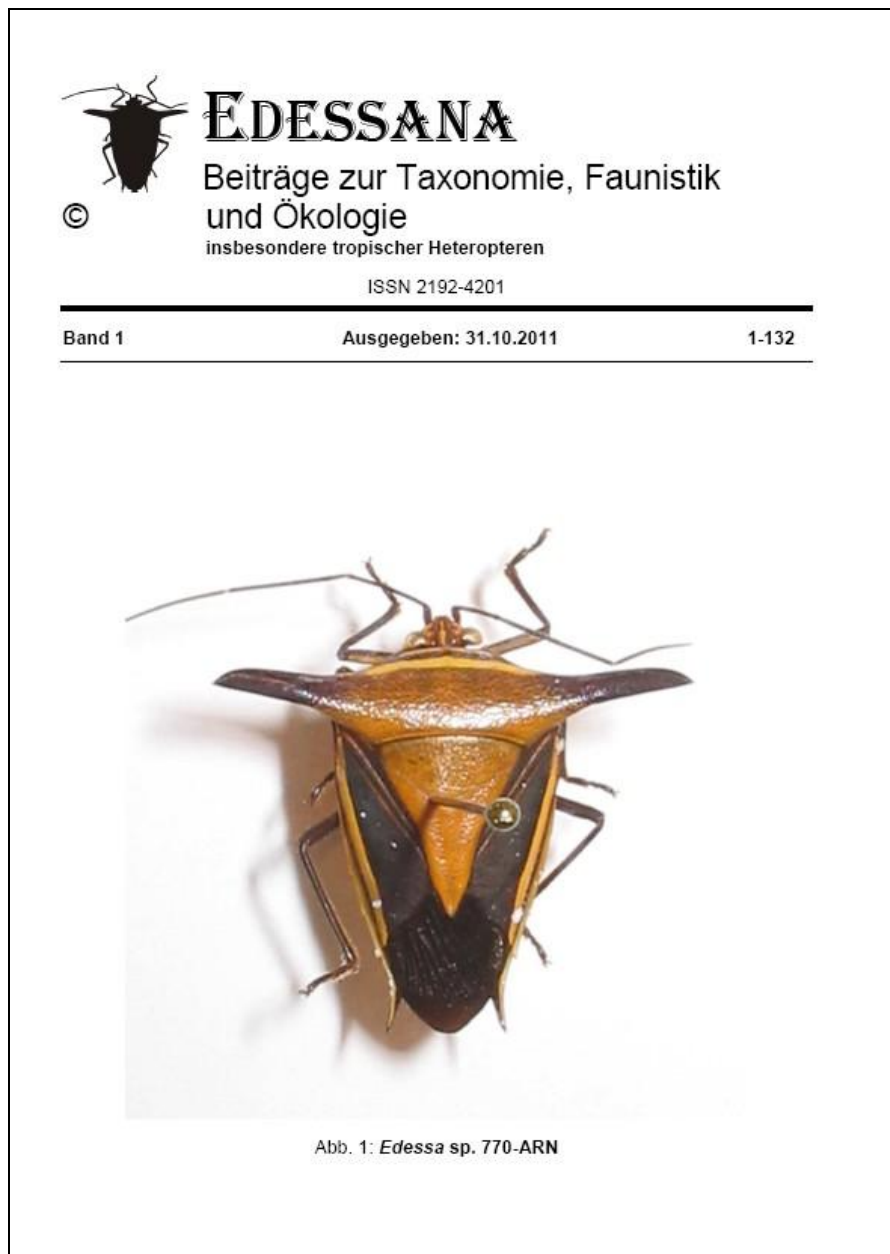 EDESSANA
Beiträge zur Taxonomie, Faunistik
© und Ökologie
insbesondere tropischer Heteropteren
ISSN 2192-4201
Band 1 Ausgegeben: 31.10.2011 1-132
Abb. 1: Edessa sp. 770-ARN